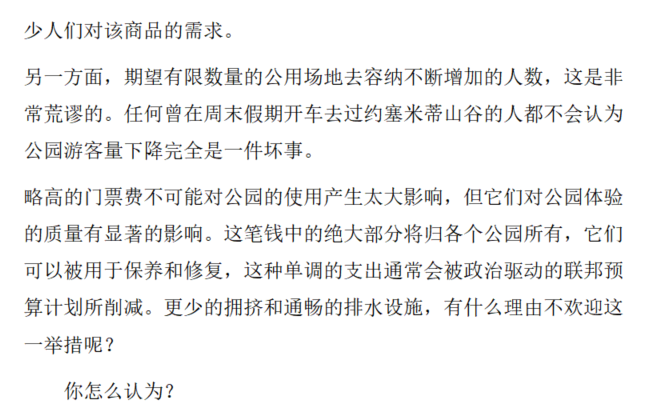 少人们对该商品的需求。
另一方面，期望有限数量的公用场地去容纳不断增加的人数，这是非
常荒谬的。任何曾在周末假期开车去过约塞米蒂山谷的人都不会认为
公园游客量下降完全是一件坏事。
略高的门票费不可能对公园的使用产生太大影响，但它们对公园体验
的质量有显著的影响。这笔钱中的绝大部分将归各个公园所有，它们
可以被用于保养和修复，这种单调的支出通常会被政治驱动的联邦预
算计划所削减。更少的拥挤和通畅的排水设施，有什么理由不欢迎这
一举措呢？
你怎么认为？